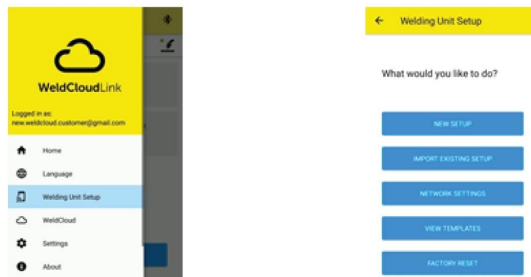 WeldCloudLink
Logged in as:
new.weldcloud.customer@gmail.com
Home
Language
Welding Unit Setup
WeldCloud
Settings
About
Welding Unit Setup
What would you like to do?
NEW SETUP
IMPORT EXISTING SETUP
NETWORK SETTINGS
VIEW TEMPLATES
FACTORY RESET